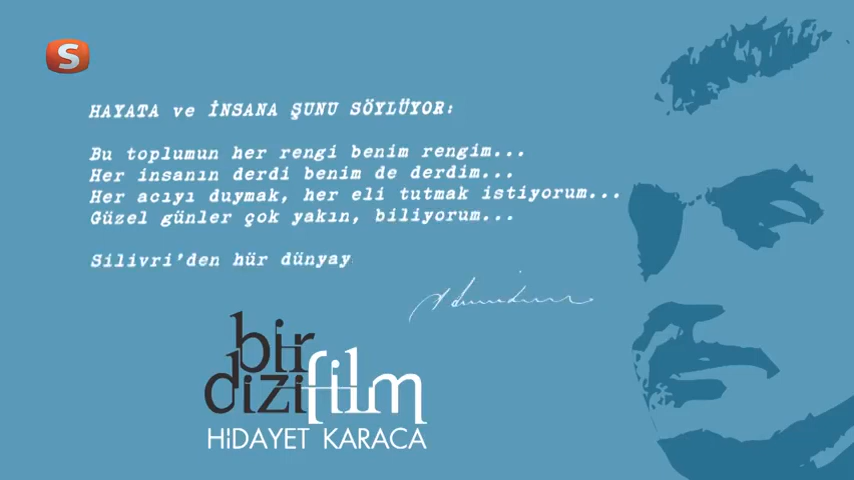 S
HAYATA ve İNSANA ŞUNU SÖYLÜYOR:
Bu toplumun her rengi benim rengim...
Her insanın derdi benim de derdim...
Her acıyı duymak, her eli tutmak istiyorum...
Güzel günler çok yakın, biliyorum...
Silivri'den hür dünyay
bir
dizi film
HİDAYET KARACA